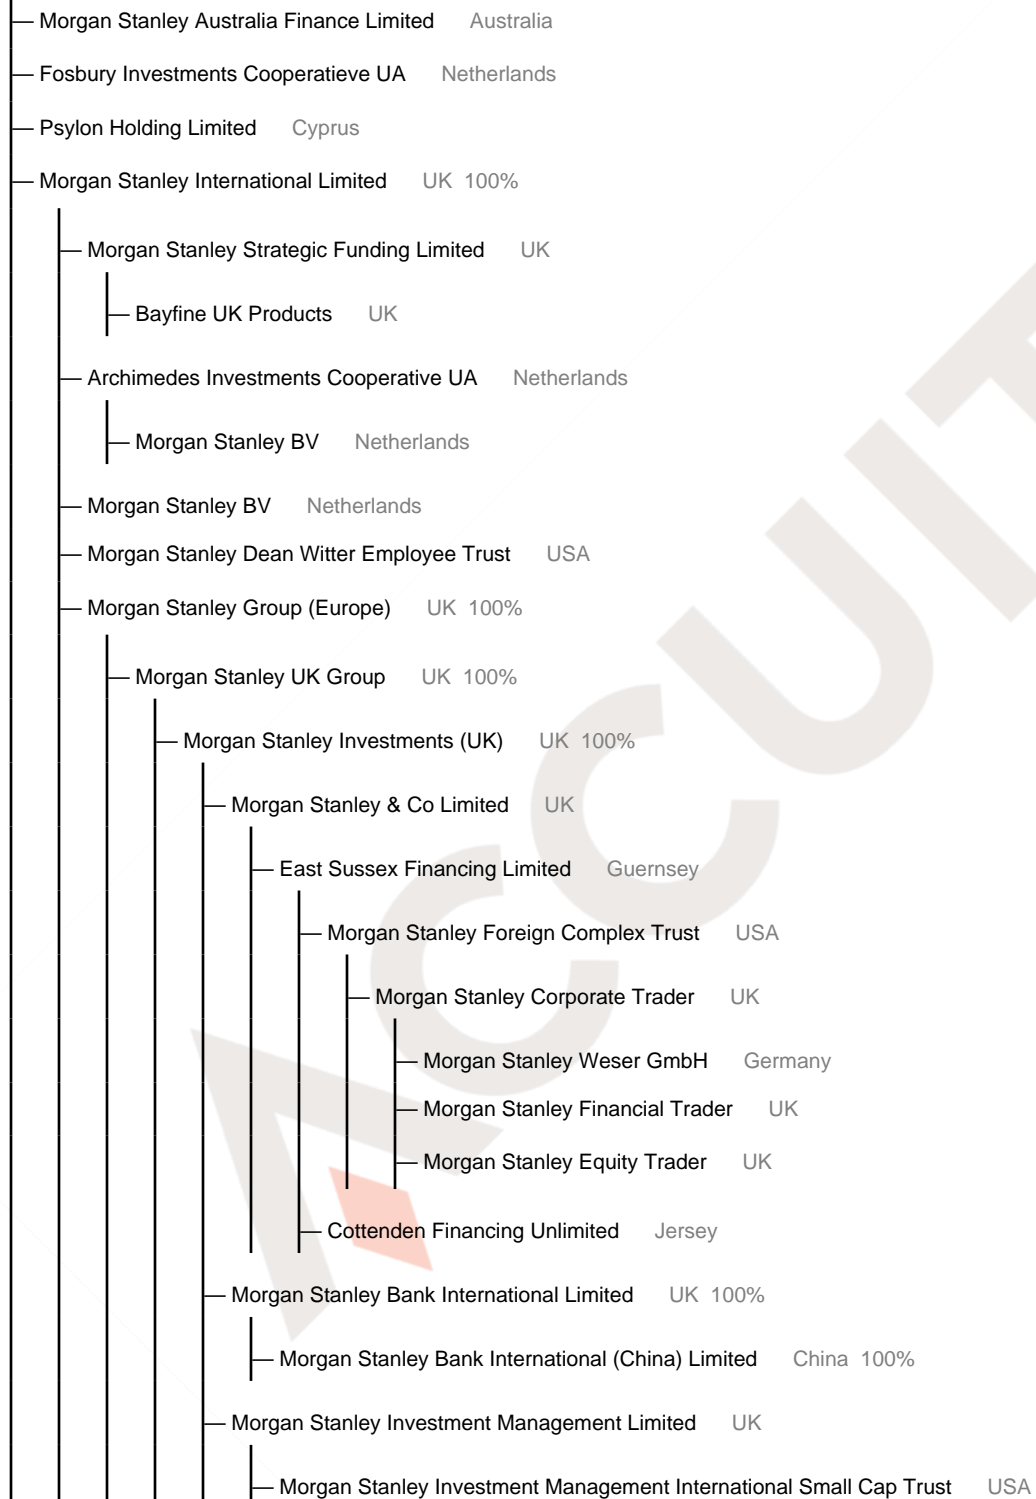 Morgan Stanley Australia Finance Limited Australia
Fosbury Investments Cooperatieve UA Netherlands
Psylon Holding Limited Cyprus
Morgan Stanley International Limited UK 100%
Morgan Stanley Strategic Funding Limited UK
Bayfine UK Products UK
Archimedes Investments Cooperative UA Netherlands
Morgan Stanley BV Netherlands
Morgan Stanley BV Netherlands
Morgan Stanley Dean Witter Employee Trust USA
Morgan Stanley Group (Europe) UK 100%
Morgan Stanley UK Group UK 100%
Morgan Stanley Investments (UK) UK 100%
Morgan Stanley & Co Limited UK
East Sussex Financing Limited Guernsey
Morgan Stanley Foreign Complex Trust USA
Morgan Stanley Corporate Trader UK
Morgan Stanley Weser GmbH Germany
Morgan Stanley Financial Trader UK
Morgan Stanley Equity Trader UK
Cottenden Financing Unlimited Jersey
Morgan Stanley Bank International Limited UK 100%
Morgan Stanley Bank International (China) Limited China 100%
Morgan Stanley Investment Management Limited UK
Morgan Stanley Investment Management International Small Cap Trust USA
ACCUIT